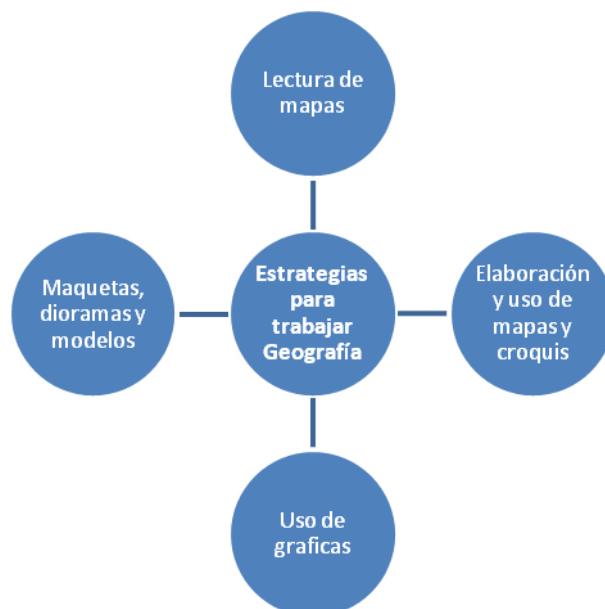 Lectura de
mapas
Maquetas,
dioramas y
modelos
Estrategias
para
trabajar
Geografía
Elaboración
y uso de
mapas y
croquis
Uso de
graficas